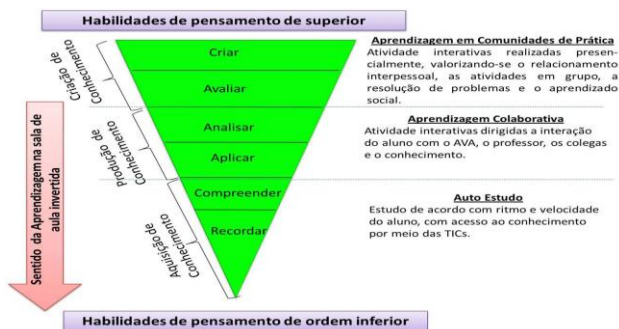 Habilidades de pensamento de superior
Criação de
Conhecimento
Produção de
Conhecimento
Aquisição de
Conhecimento
Sentido da Aprendizagem na sala de
aula invertida
Criar
Avaliar
Analisar
Aplicar
Compreender
Recordar
Aprendizagem em Comunidades de Prática
Atividade interativas realizadas presen-
cialmente, valorizando-se o relacionamento
interpessoal, as atividades em grupo, a
resolução de problemas e o aprendizado
social.
Aprendizagem Colaborativa
Atividade interativas dirigidas a interação
do aluno com o AVA, o professor, os colegas
e o conhecimento.
Auto Estudo
Estudo de acordo com ritmo e velocidade
do aluno, com acesso ao conhecimento
por meio das TICs.
Habilidades de pensamento de ordem inferior